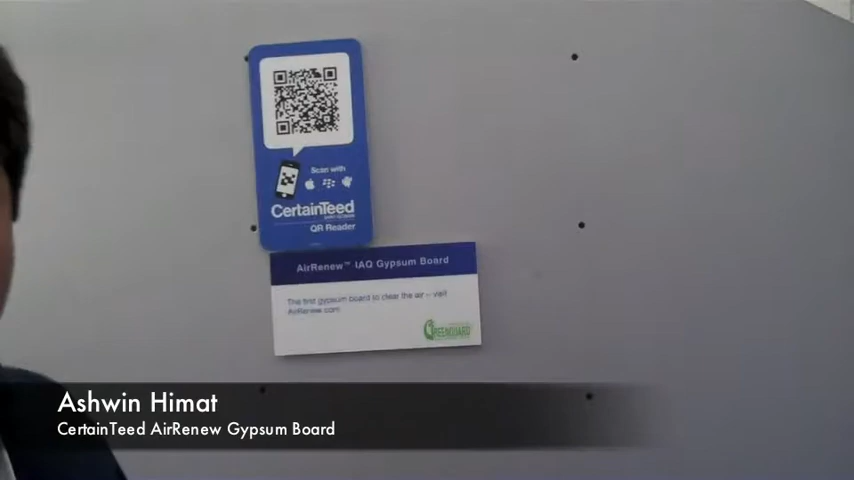 Scan with
CertainTeed
QR Reader
AirRenew™ IAQ Gypsum Board
The first gypsum board to clear the air – visit
AirRenew.com
GREENGUARD
Ashwin Himat
CertainTeed AirRenew Gypsum Board